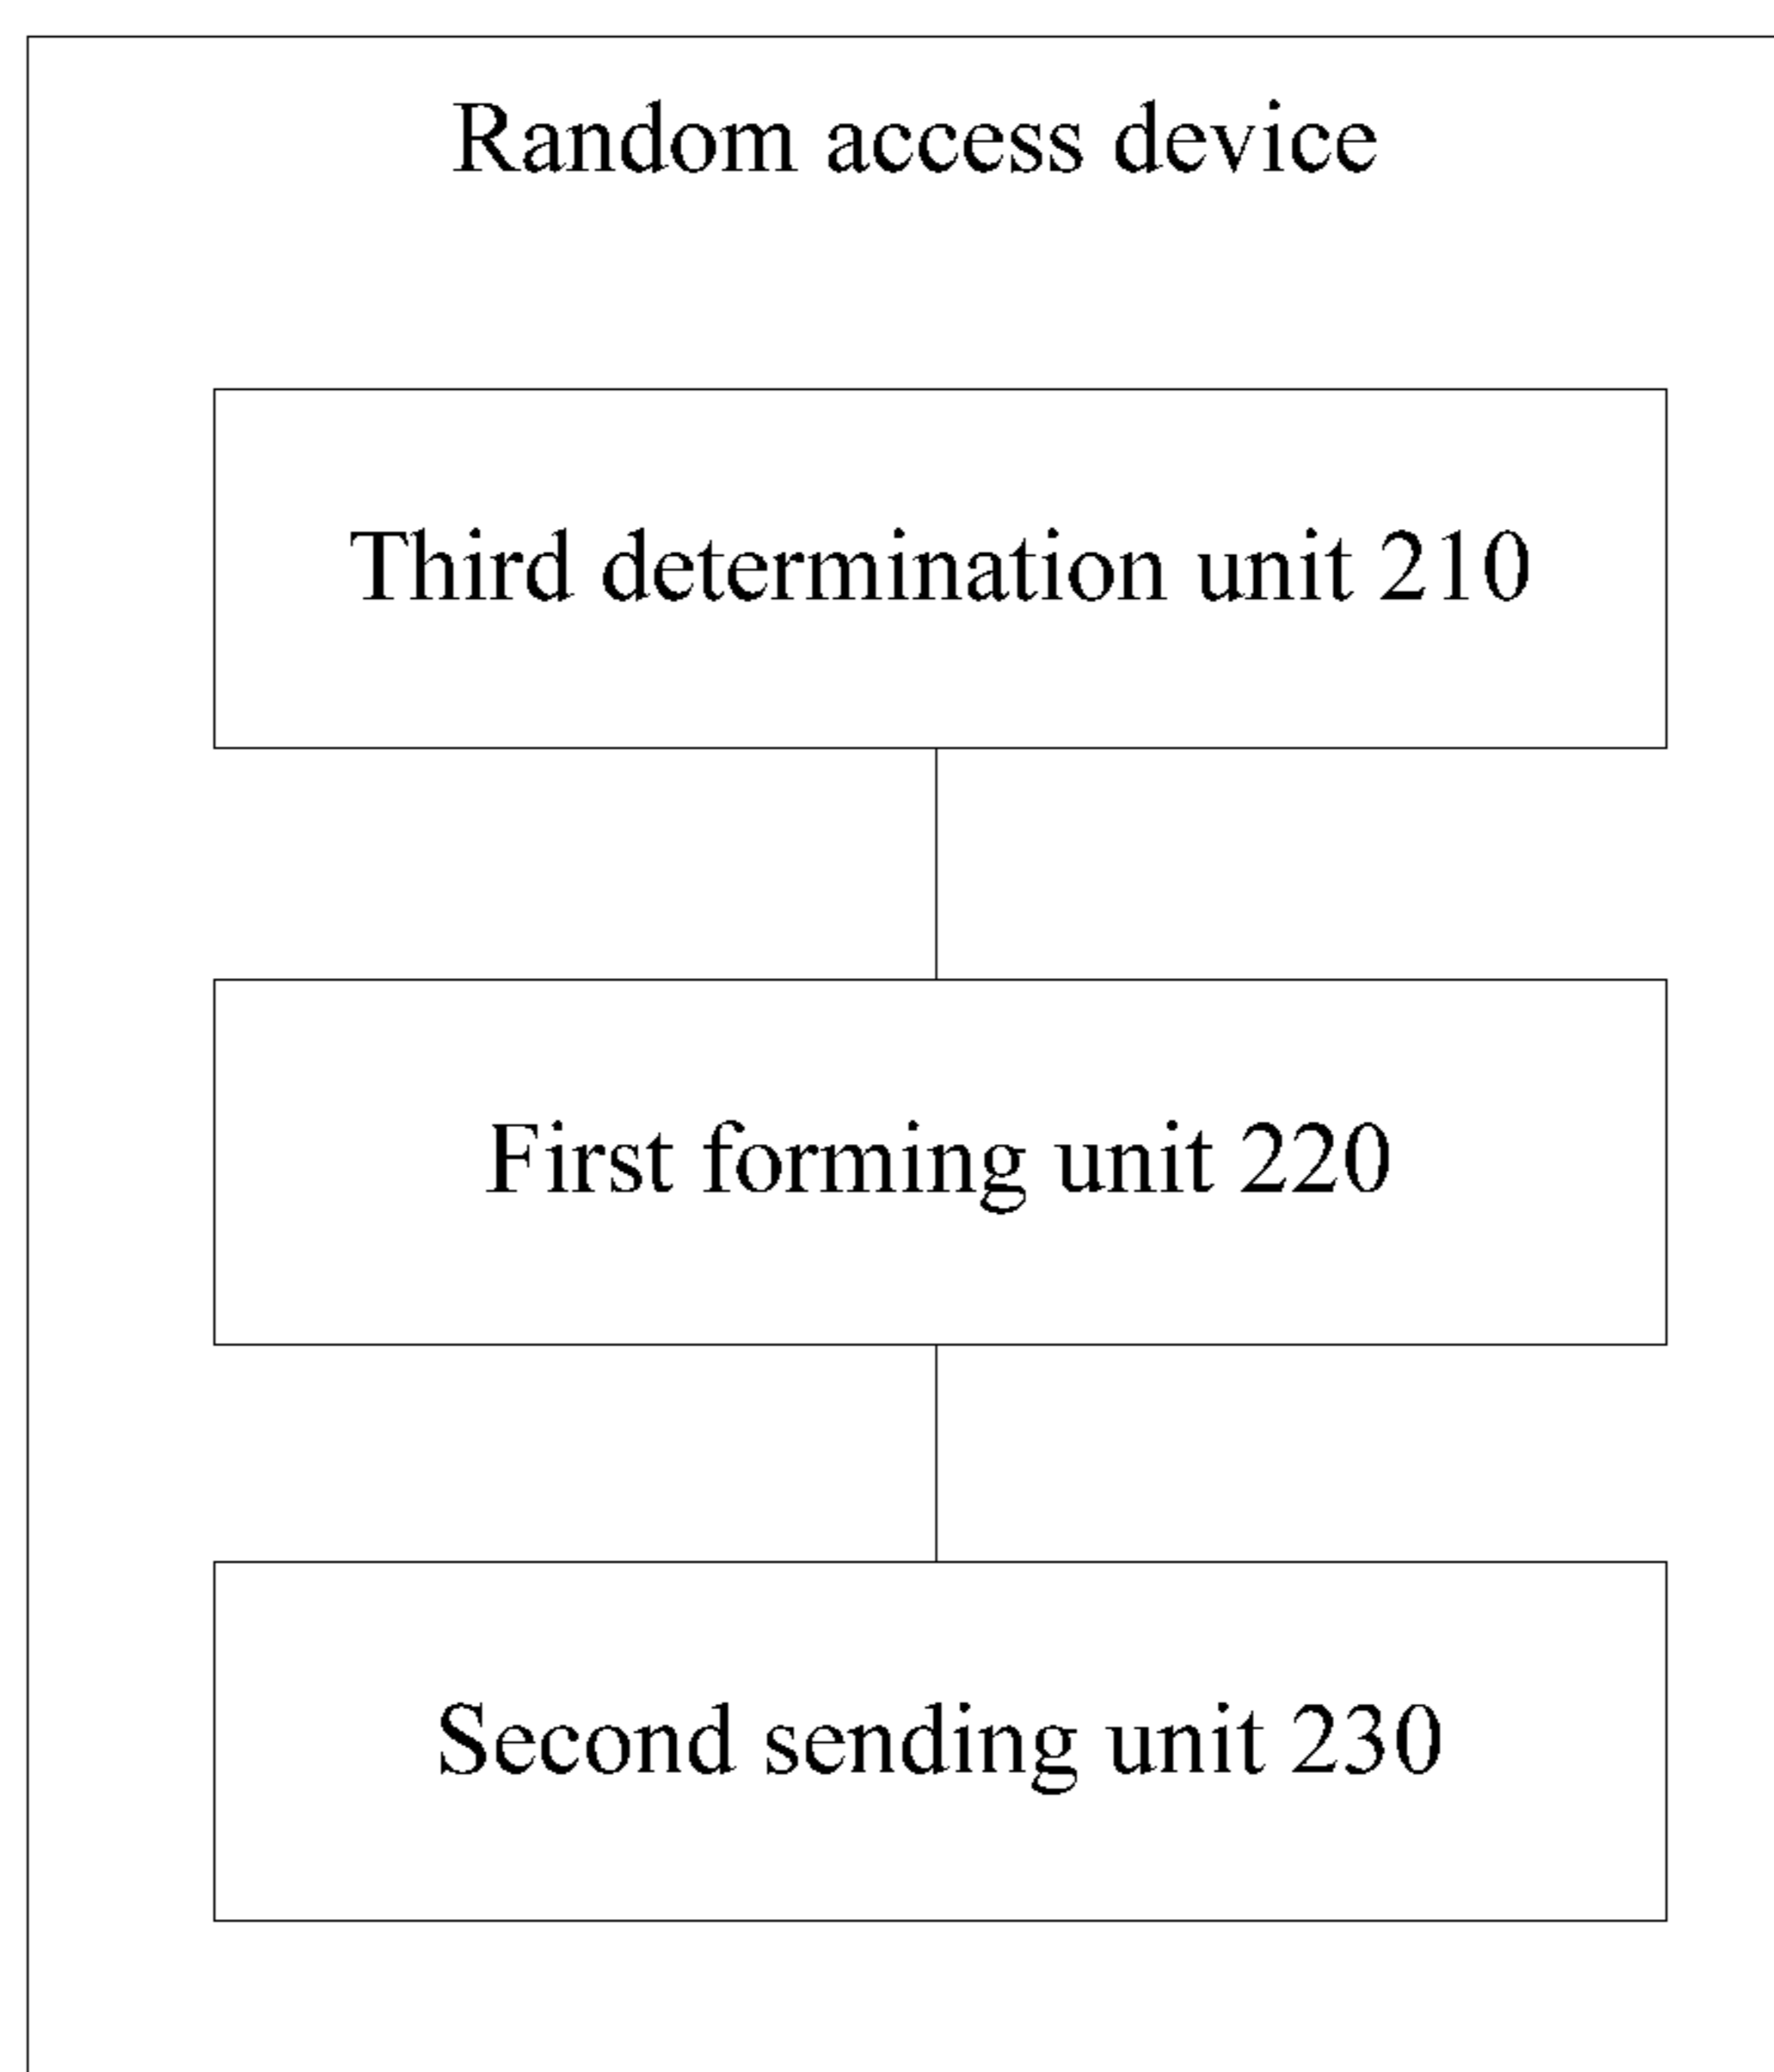 Random access device
Third determination unit 210
First forming unit 220
Second sending unit 230